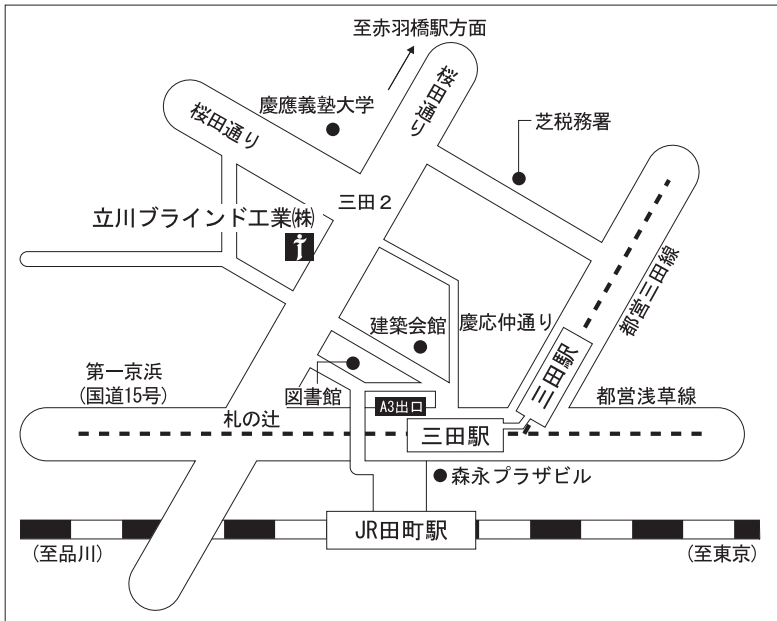 至赤羽橋駅方面
桜田通り
慶應義塾大学
桜田通り
芝税務署
三田2
立川ブラインド工業㈱
都営三田線
建築会館
慶応仲通り
三田駅
第一京浜
(国道15号)
図書館
A3出口
都営浅草線
札の辻
三田駅
森永プラザビル
JR田町駅
(至品川)
(至東京)